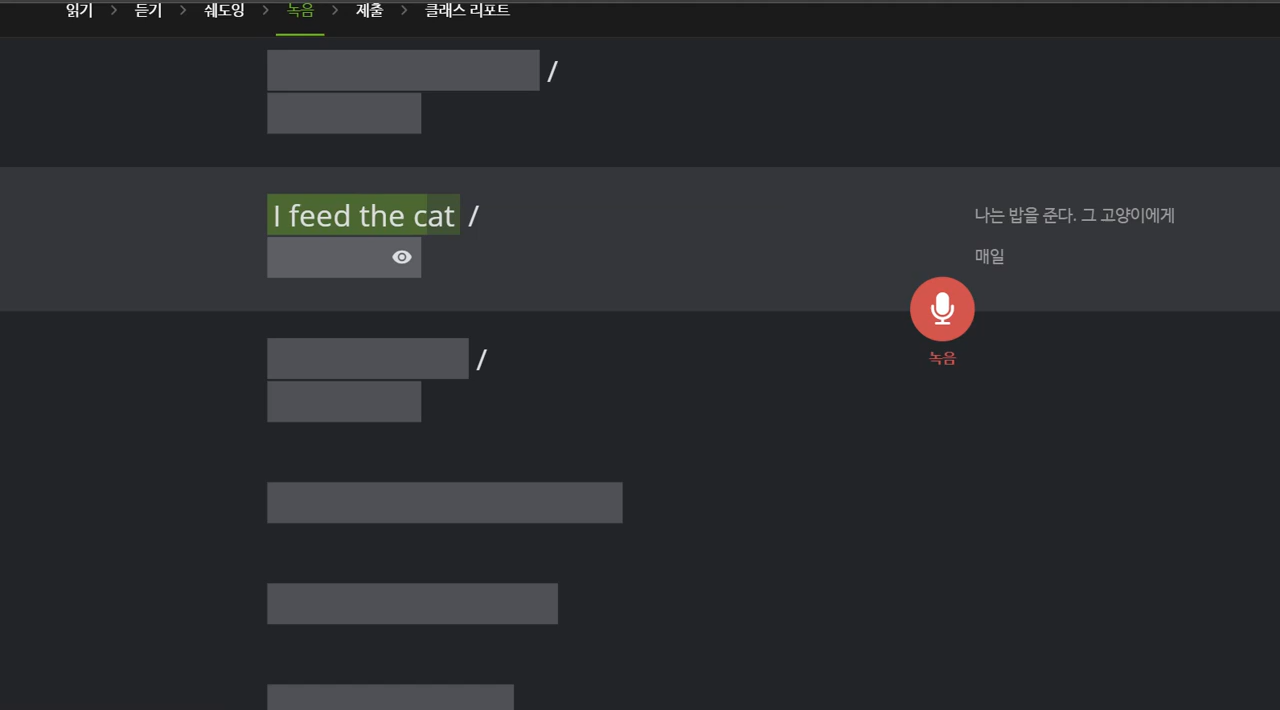 읽기 > 듣기 > 쉐도잉 > 녹음 > 제출 > 클래스 리포트
/
I feed the cat /
나는 밥을 준다. 그 고양이에게
매일
녹음
/